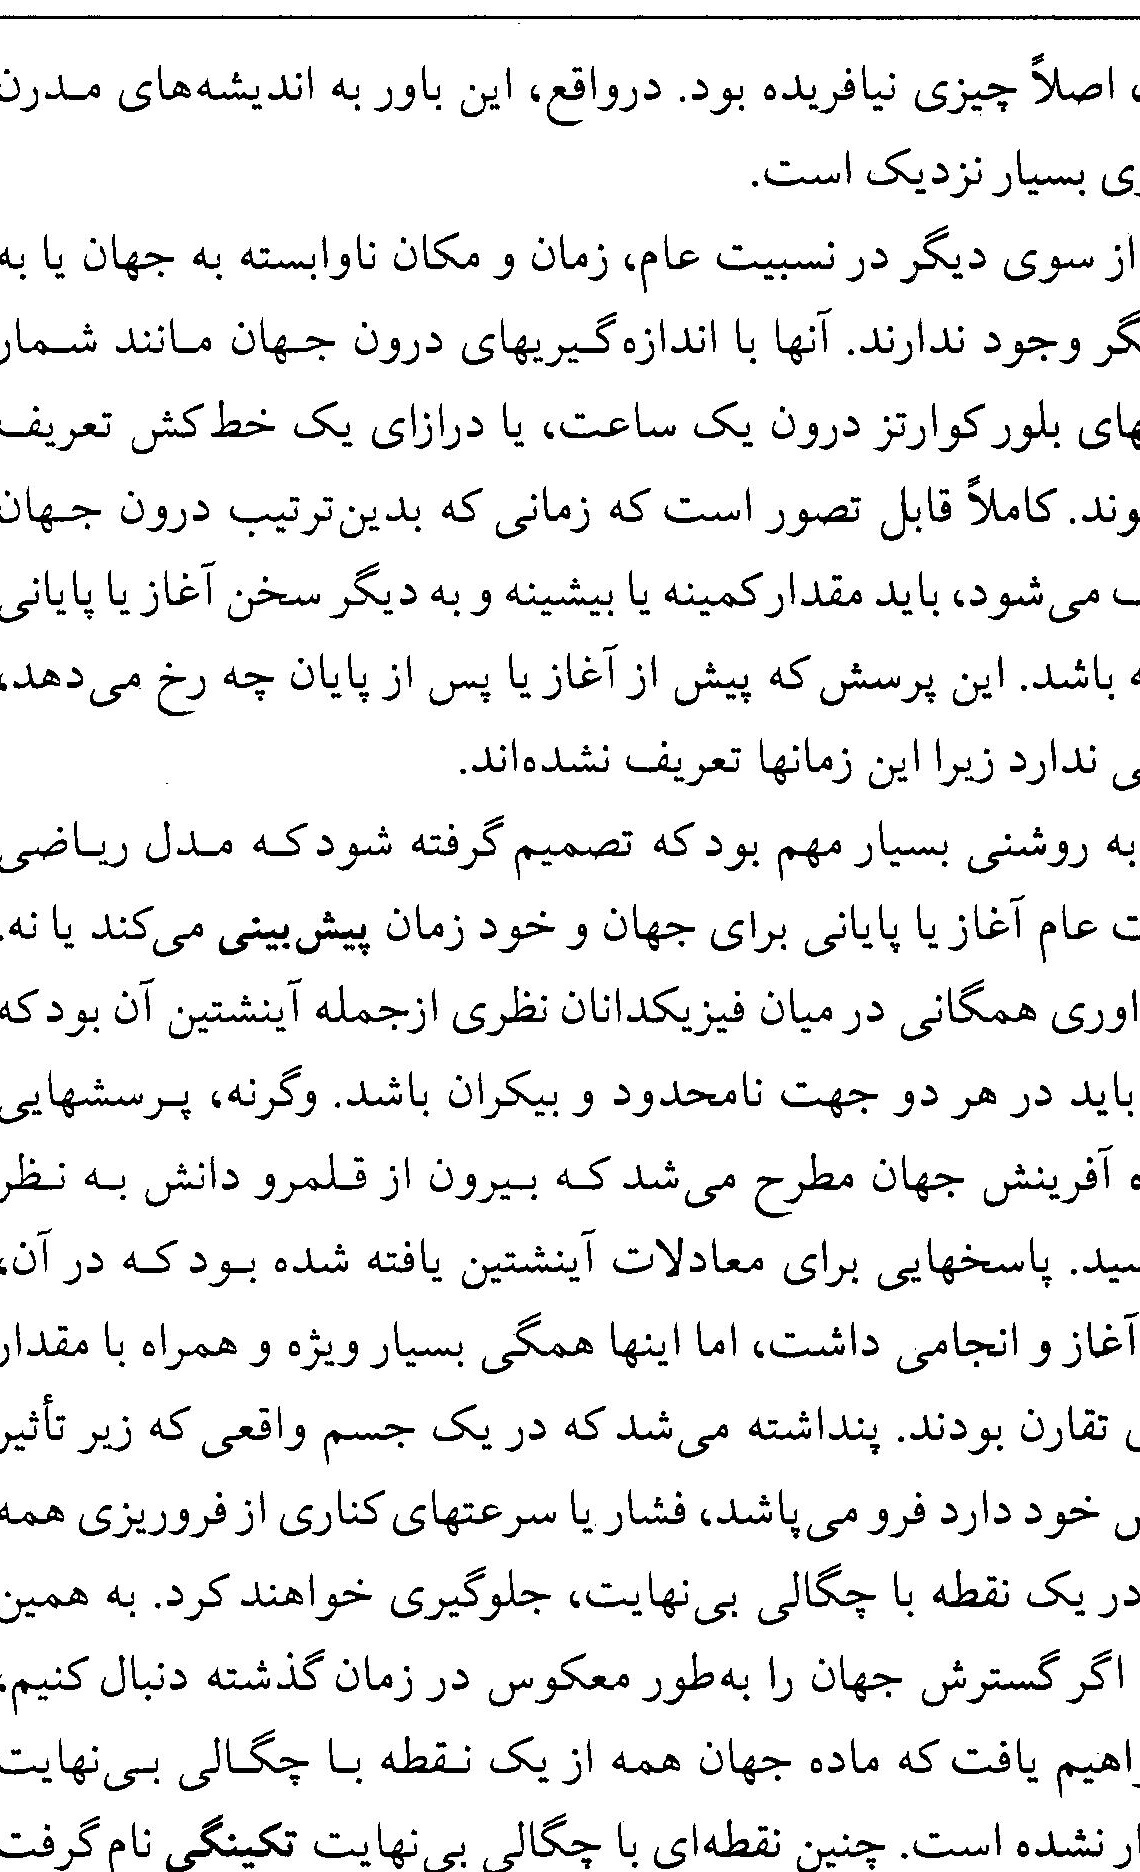 اصلاً چیزی نیافریده بود. درواقع، این باور به اندیشه‌های مدرن
بسیار نزدیک است.
از سوی دیگر در نسبیت عام، زمان و مکان ناوابسته به جهان یا به
وجود ندارند. آنها با اندازه‌گیریهای درون جهان مانند شمار
بلور کوارتز درون یک ساعت، یا درازای یک خط‌کش تعریف
کاملاً قابل تصور است که زمانی که بدین‌ترتیب درون جهان
می‌شود، باید مقدار کمینه یا بیشینه و به دیگر سخن آغاز یا پایانی
باشد. این پرسش که پیش از آغاز یا پس از پایان چه رخ می‌دهد،
ندارد زیرا این زمانها تعریف نشده‌اند.
به روشنی بسیار مهم بود که تصمیم گرفته شود که مدل ریاضی
عام آغاز یا پایانی برای جهان و خود زمان پیش‌بینی می‌کند یا نه.
همگانی در میان فیزیکدانان نظری ازجمله آینشتین آن بود که
باید در هر دو جهت نامحدود و بیکران باشد. وگرنه، پرسشهایی
آفرینش جهان مطرح می‌شد که بیرون از قلمرو دانش به نظر
پاسخهایی برای معادلات آینشتین یافته شده بود که در آن،
آغاز و انجامی داشت، اما اینها همگی بسیار ویژه و همراه با مقدار
تقارن بودند. پنداشته می‌شد که در یک جسم واقعی که زیر تأثیر
خود دارد فرو می‌پاشد، فشار یا سرعتهای کناری از فروریزی همه
در یک نقطه با چگالی بی‌نهایت، جلوگیری خواهند کرد. به همین
اگر گسترش جهان را به‌طور معکوس در زمان گذشته دنبال کنیم،
یافت که ماده جهان همه از یک نقطه با چگالی بی‌نهایت
نشده است. چنین نقطه‌ای با چگالی بی‌نهایت تکینگی نام گرفت